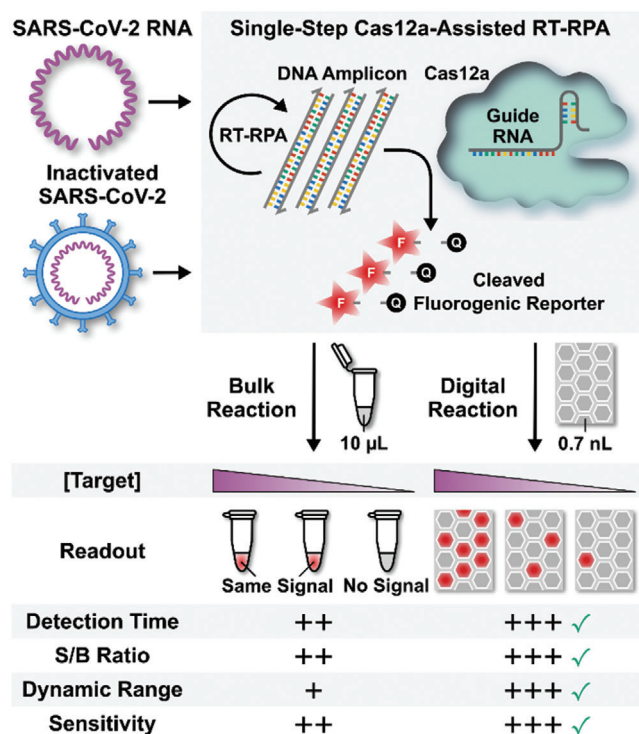 SARS-CoV-2 RNA
Single-Step Cas12a-Assisted RT-RPA
DNA Amplicon
Cas12a
RT-RPA
Guide
RNA
Inactivated
SARS-CoV-2
F
Q
F
Q
F
Q
Cleaved
Fluorogenic Reporter
Bulk
Reaction
10 µL
Digital
Reaction
0.7 nL
[Target]
Readout
Same Signal No Signal
Detection Time ++ +++ ✓
S/B Ratio ++ +++ ✓
Dynamic Range + +++ ✓
Sensitivity ++ +++ ✓